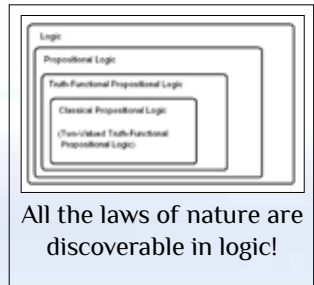 Logic
Propositional Logic
Truth-Functional Propositional Logic
Classical Propositional Logic
(Two-Valued Truth-Functional
Propositional Logic)
All the laws of nature are
discoverable in logic!